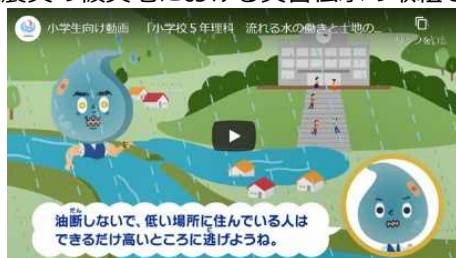 小学生向け動画 「小学校5年理科 流れる水の働きと土地の...
だん
油断しないで、低い場所に住んでいる人は
に
できるだけ高いところに逃げようね。